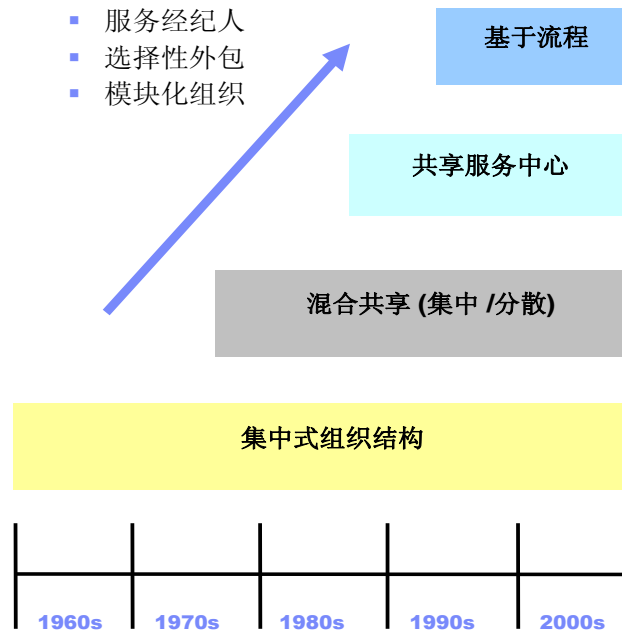 服务经纪人
选择性外包
模块化组织
基于流程
共享服务中心
混合共享 (集中 /分散)
集中式组织结构
1960s 1970s 1980s 1990s 2000s